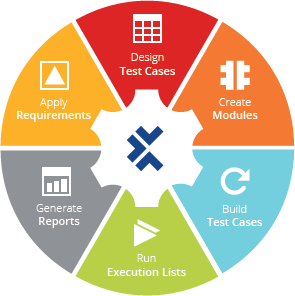 Design
Test Cases
Create
Modules
Build
Test Cases
Run
Execution Lists
Generate
Reports
Apply
Requirements